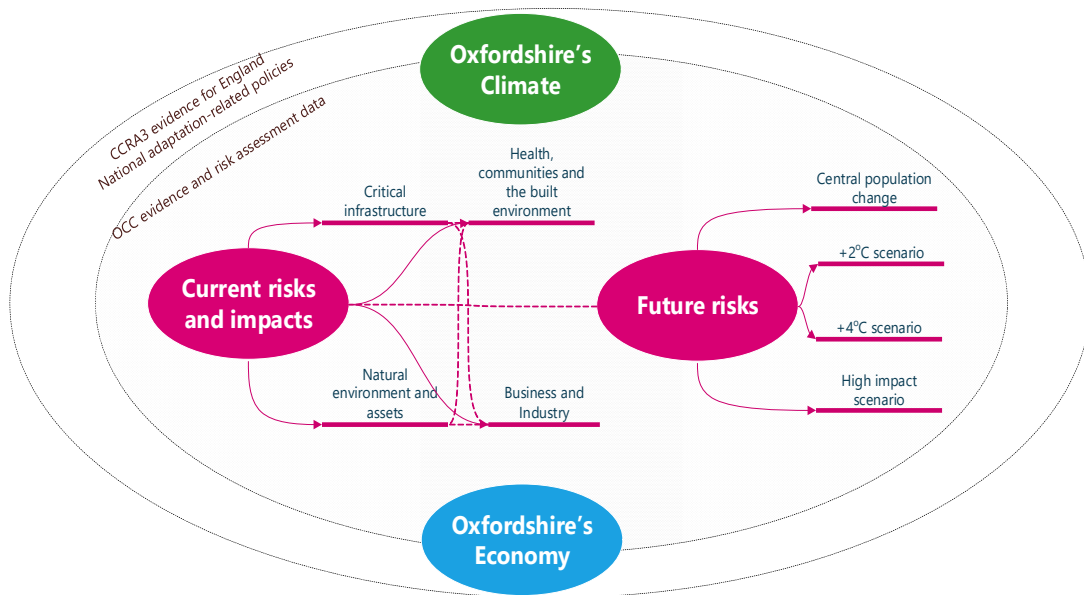 Oxfordshire's
Climate
CCRA3 evidence for England
National adaptation-related policies
OCC evidence and risk assessment data
Critical
infrastructure
Health,
communities and
the built
environment
Central population
change
+2°C scenario
Current risks
and impacts
Future risks
+4°C scenario
Natural
environment and
assets
Business and
Industry
High impact
scenario
Oxfordshire's
Economy